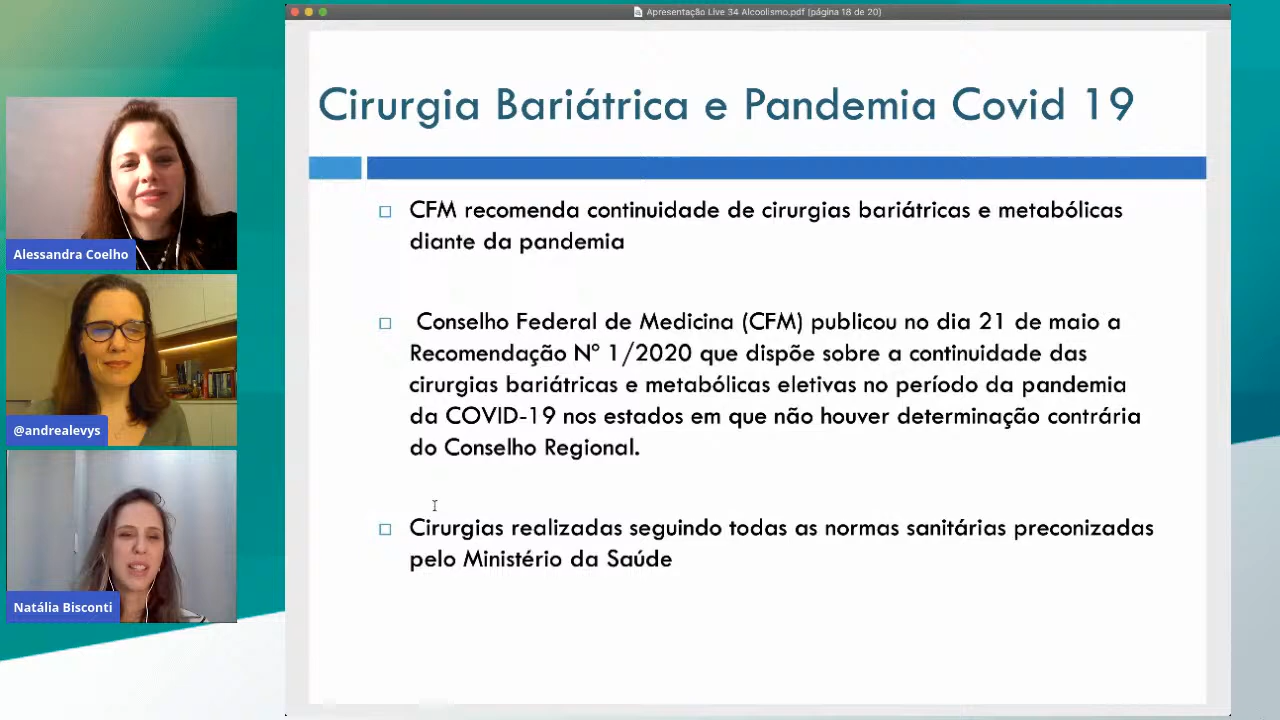 Apresentação Live 34 Alcoolismo.pdf (página 18 de 20)
Cirurgia Bariátrica e Pandemia Covid 19
CFM recomenda continuidade de cirurgias bariátricas e metabólicas
diante da pandemia
Conselho Federal de Medicina (CFM) publicou no dia 21 de maio a
Recomendação Nº 1/2020 que dispõe sobre a continuidade das
cirurgias bariátricas e metabólicas eletivas no período da pandemia
da COVID-19 nos estados em que não houver determinação contrária
do Conselho Regional.
Cirurgias realizadas seguindo todas as normas sanitárias preconizadas
pelo Ministério da Saúde
Alessandra Coelho
@andrealevys
Natália Bisconti